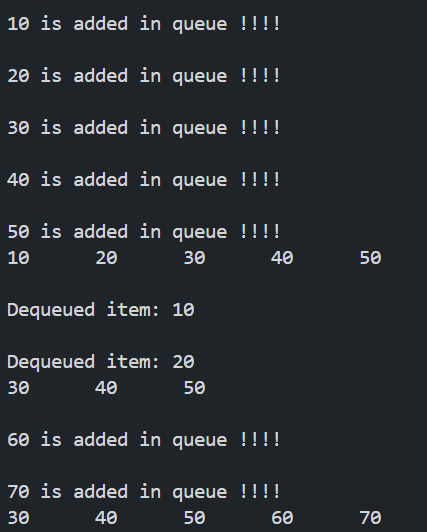 10 is added in queue !!!!
20 is added in queue !!!!
30 is added in queue !!!!
40 is added in queue !!!!
50 is added in queue !!!!
10 20 30 40 50
Dequeued item: 10
Dequeued item: 20
30 40 50
60 is added in queue !!!!
70 is added in queue !!!!
30 40 50 60 70